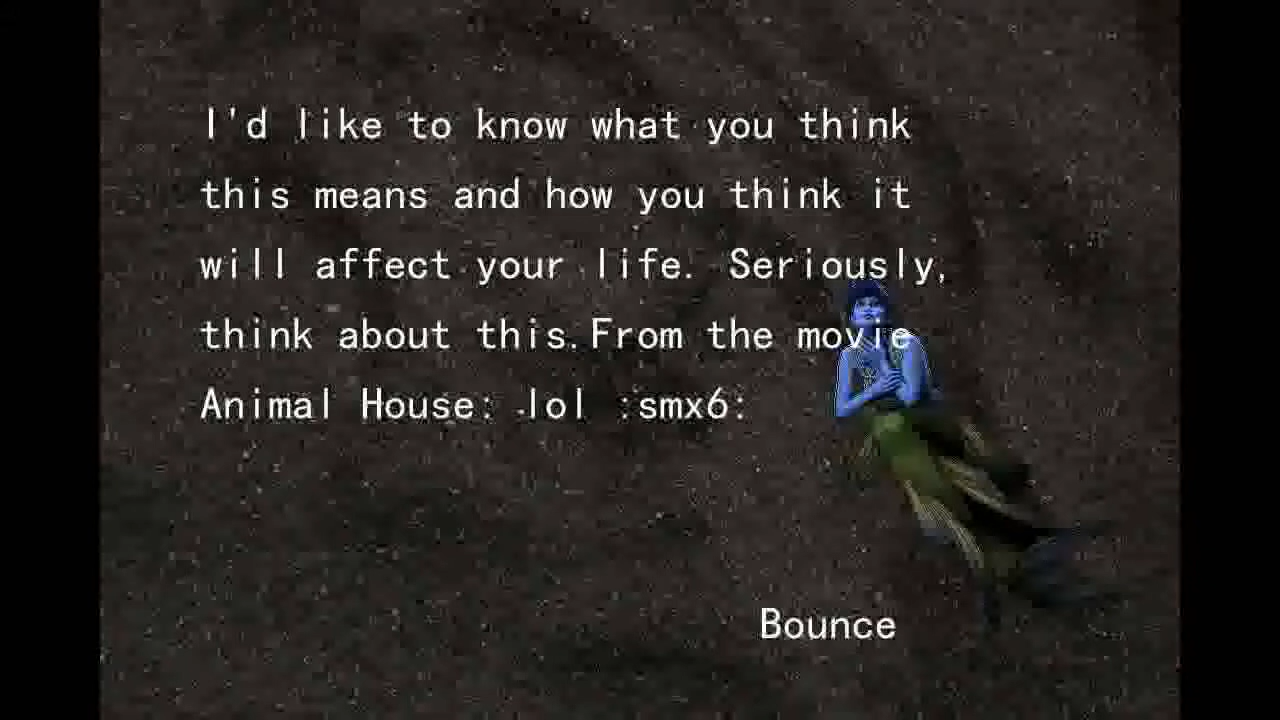 I'd like to know what you think
this means and how you think it
will affect your life. Seriously,
think about this.From the movie
Animal House: lol :smx6:
Bounce